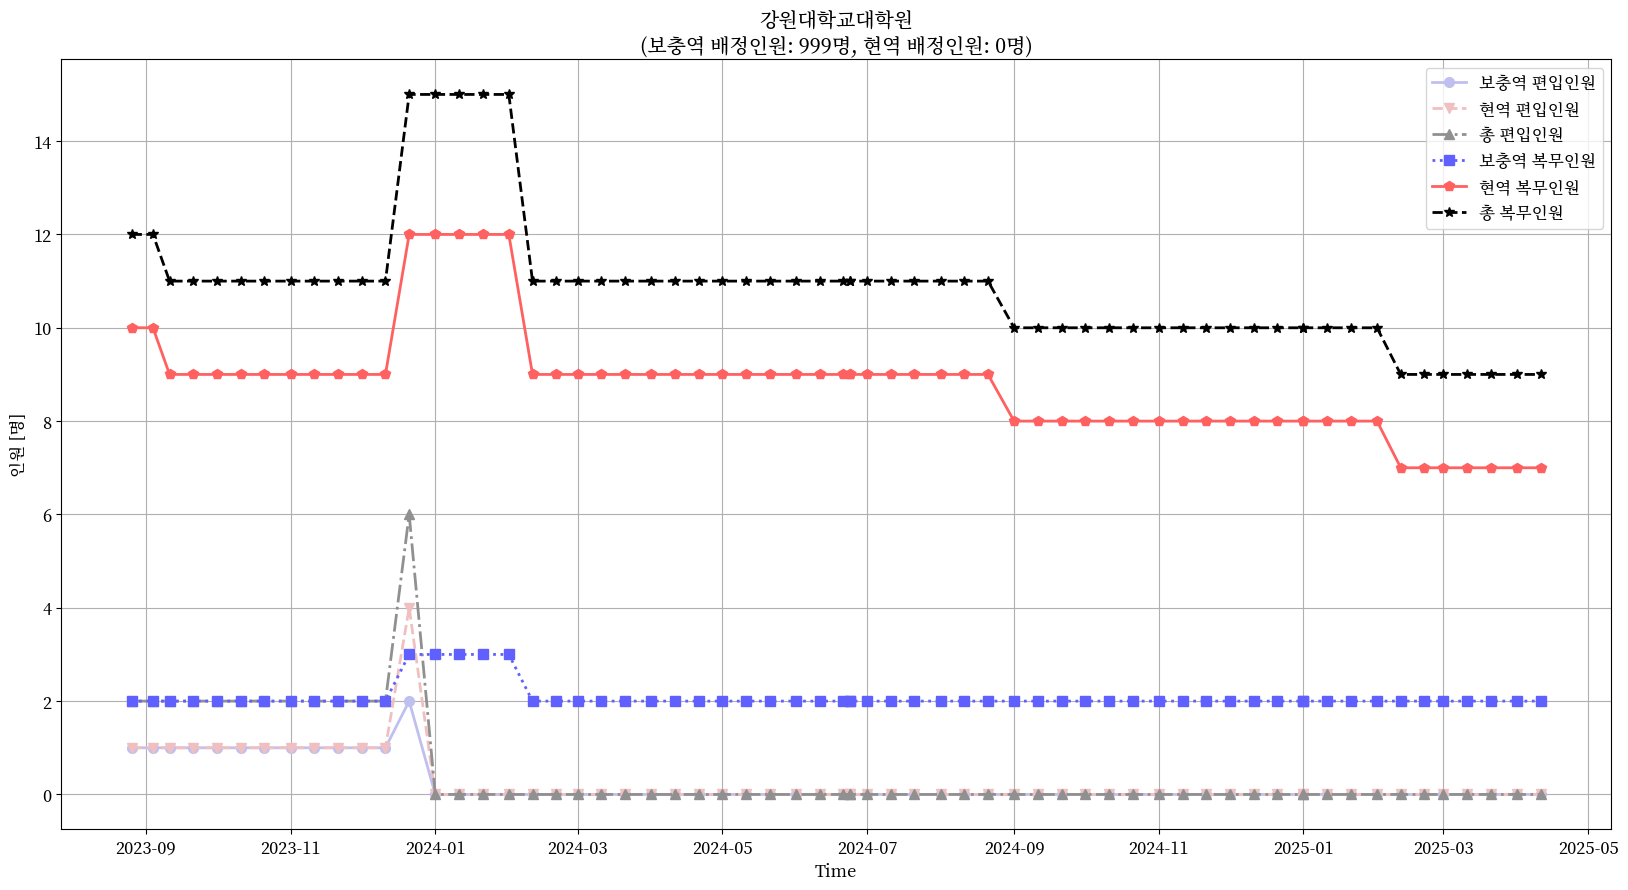 강원대학교대학원
(보충역 배정인원: 999명, 현역 배정인원: 0명)
보충역 편입인원
현역 편입인원
총 편입인원
보충역 복무인원
현역 복무인원
총 복무인원
인원 [명]
14
12
10
8
6
4
2
0
2023-09
2023-11
2024-01
2024-03
2024-05
2024-07
2024-09
2024-11
2025-01
2025-03
2025-05
Time